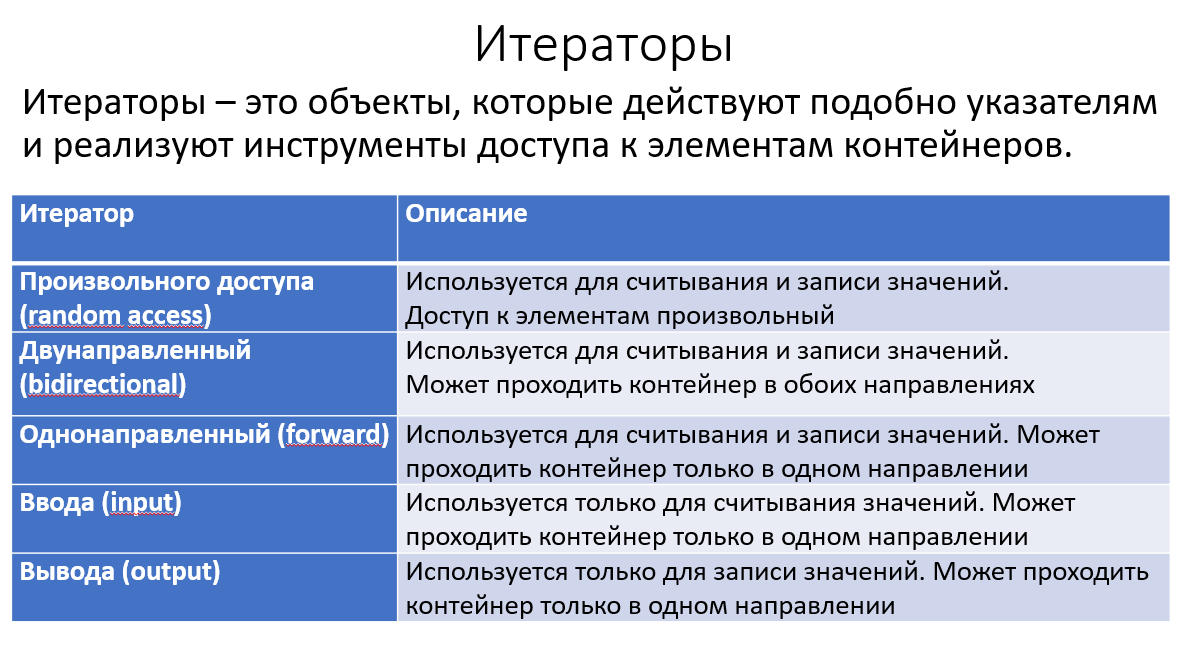 Итераторы
Итераторы – это объекты, которые действуют подобно указателям
и реализуют инструменты доступа к элементам контейнеров.
Итератор
Описание
Произвольного доступа
(random access)
Используется для считывания и записи значений.
Доступ к элементам произвольный
Двунаправленный
(bidirectional)
Используется для считывания и записи значений.
Может проходить контейнер в обоих направлениях
Однонаправленный (forward)
Используется для считывания и записи значений. Может
проходить контейнер только в одном направлении
Ввода (input)
Используется только для считывания значений. Может
проходить контейнер только в одном направлении
Вывода (output)
Используется только для записи значений. Может проходить
контейнер только в одном направлении